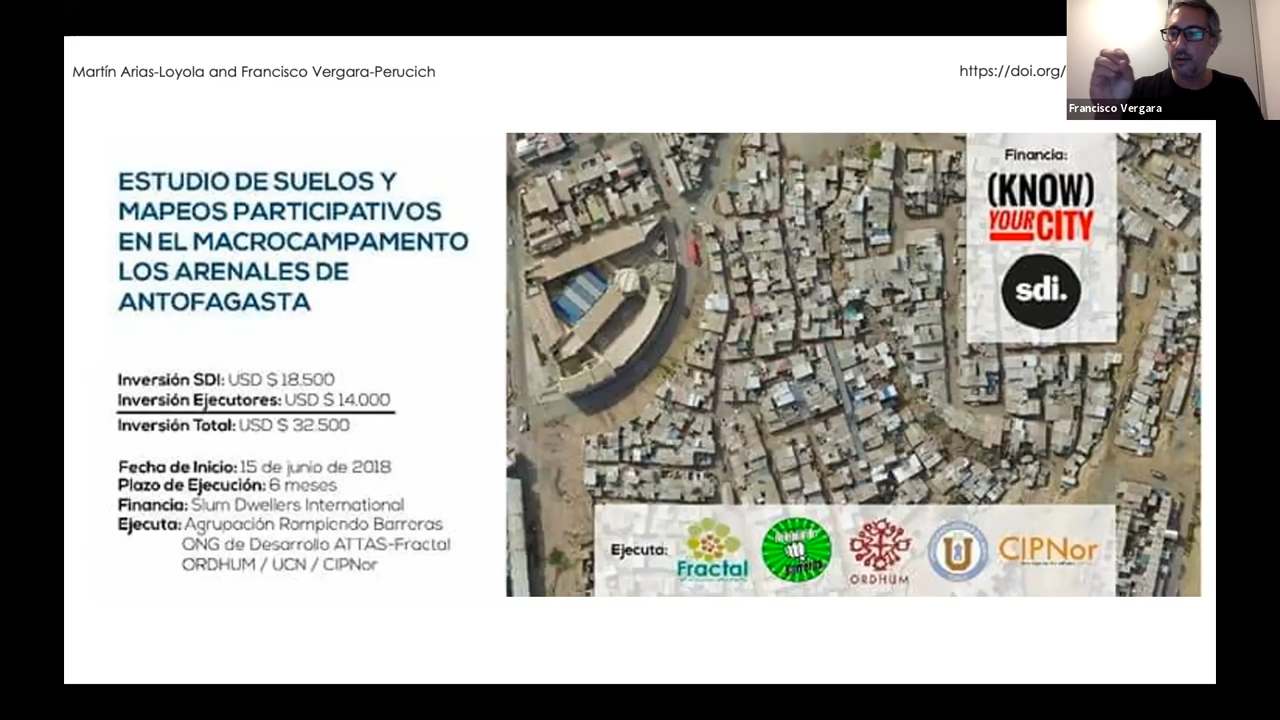 Martín Arias-Loyola and Francisco Vergara-Perucich
https://doi.org/
Francisco Vergara
ESTUDIO DE SUELOS Y
MAPEOS PARTICIPATIVOS
EN EL MACROCAMPAMENTO
LOS ARENALES DE
ANTOFAGASTA
Inversión SDI: USD $ 18.500
Inversión Ejecutores: USD $ 14.000
Inversión Total: USD $ 32.500
Fecha de Inicio: 15 de junio de 2018
Plazo de Ejecución: 6 meses
Financia: Slum Dwellers International
Ejecuta: Agrupación Rompiendo Barreras
ONG de Desarrollo ATTAS-Fractal
ORDHUM / UCN / CIPNor
Financia:
(KNOW)
YOUR CITY
sdi.
Ejecuta:
Fractal
ORDHUM
CIPNor